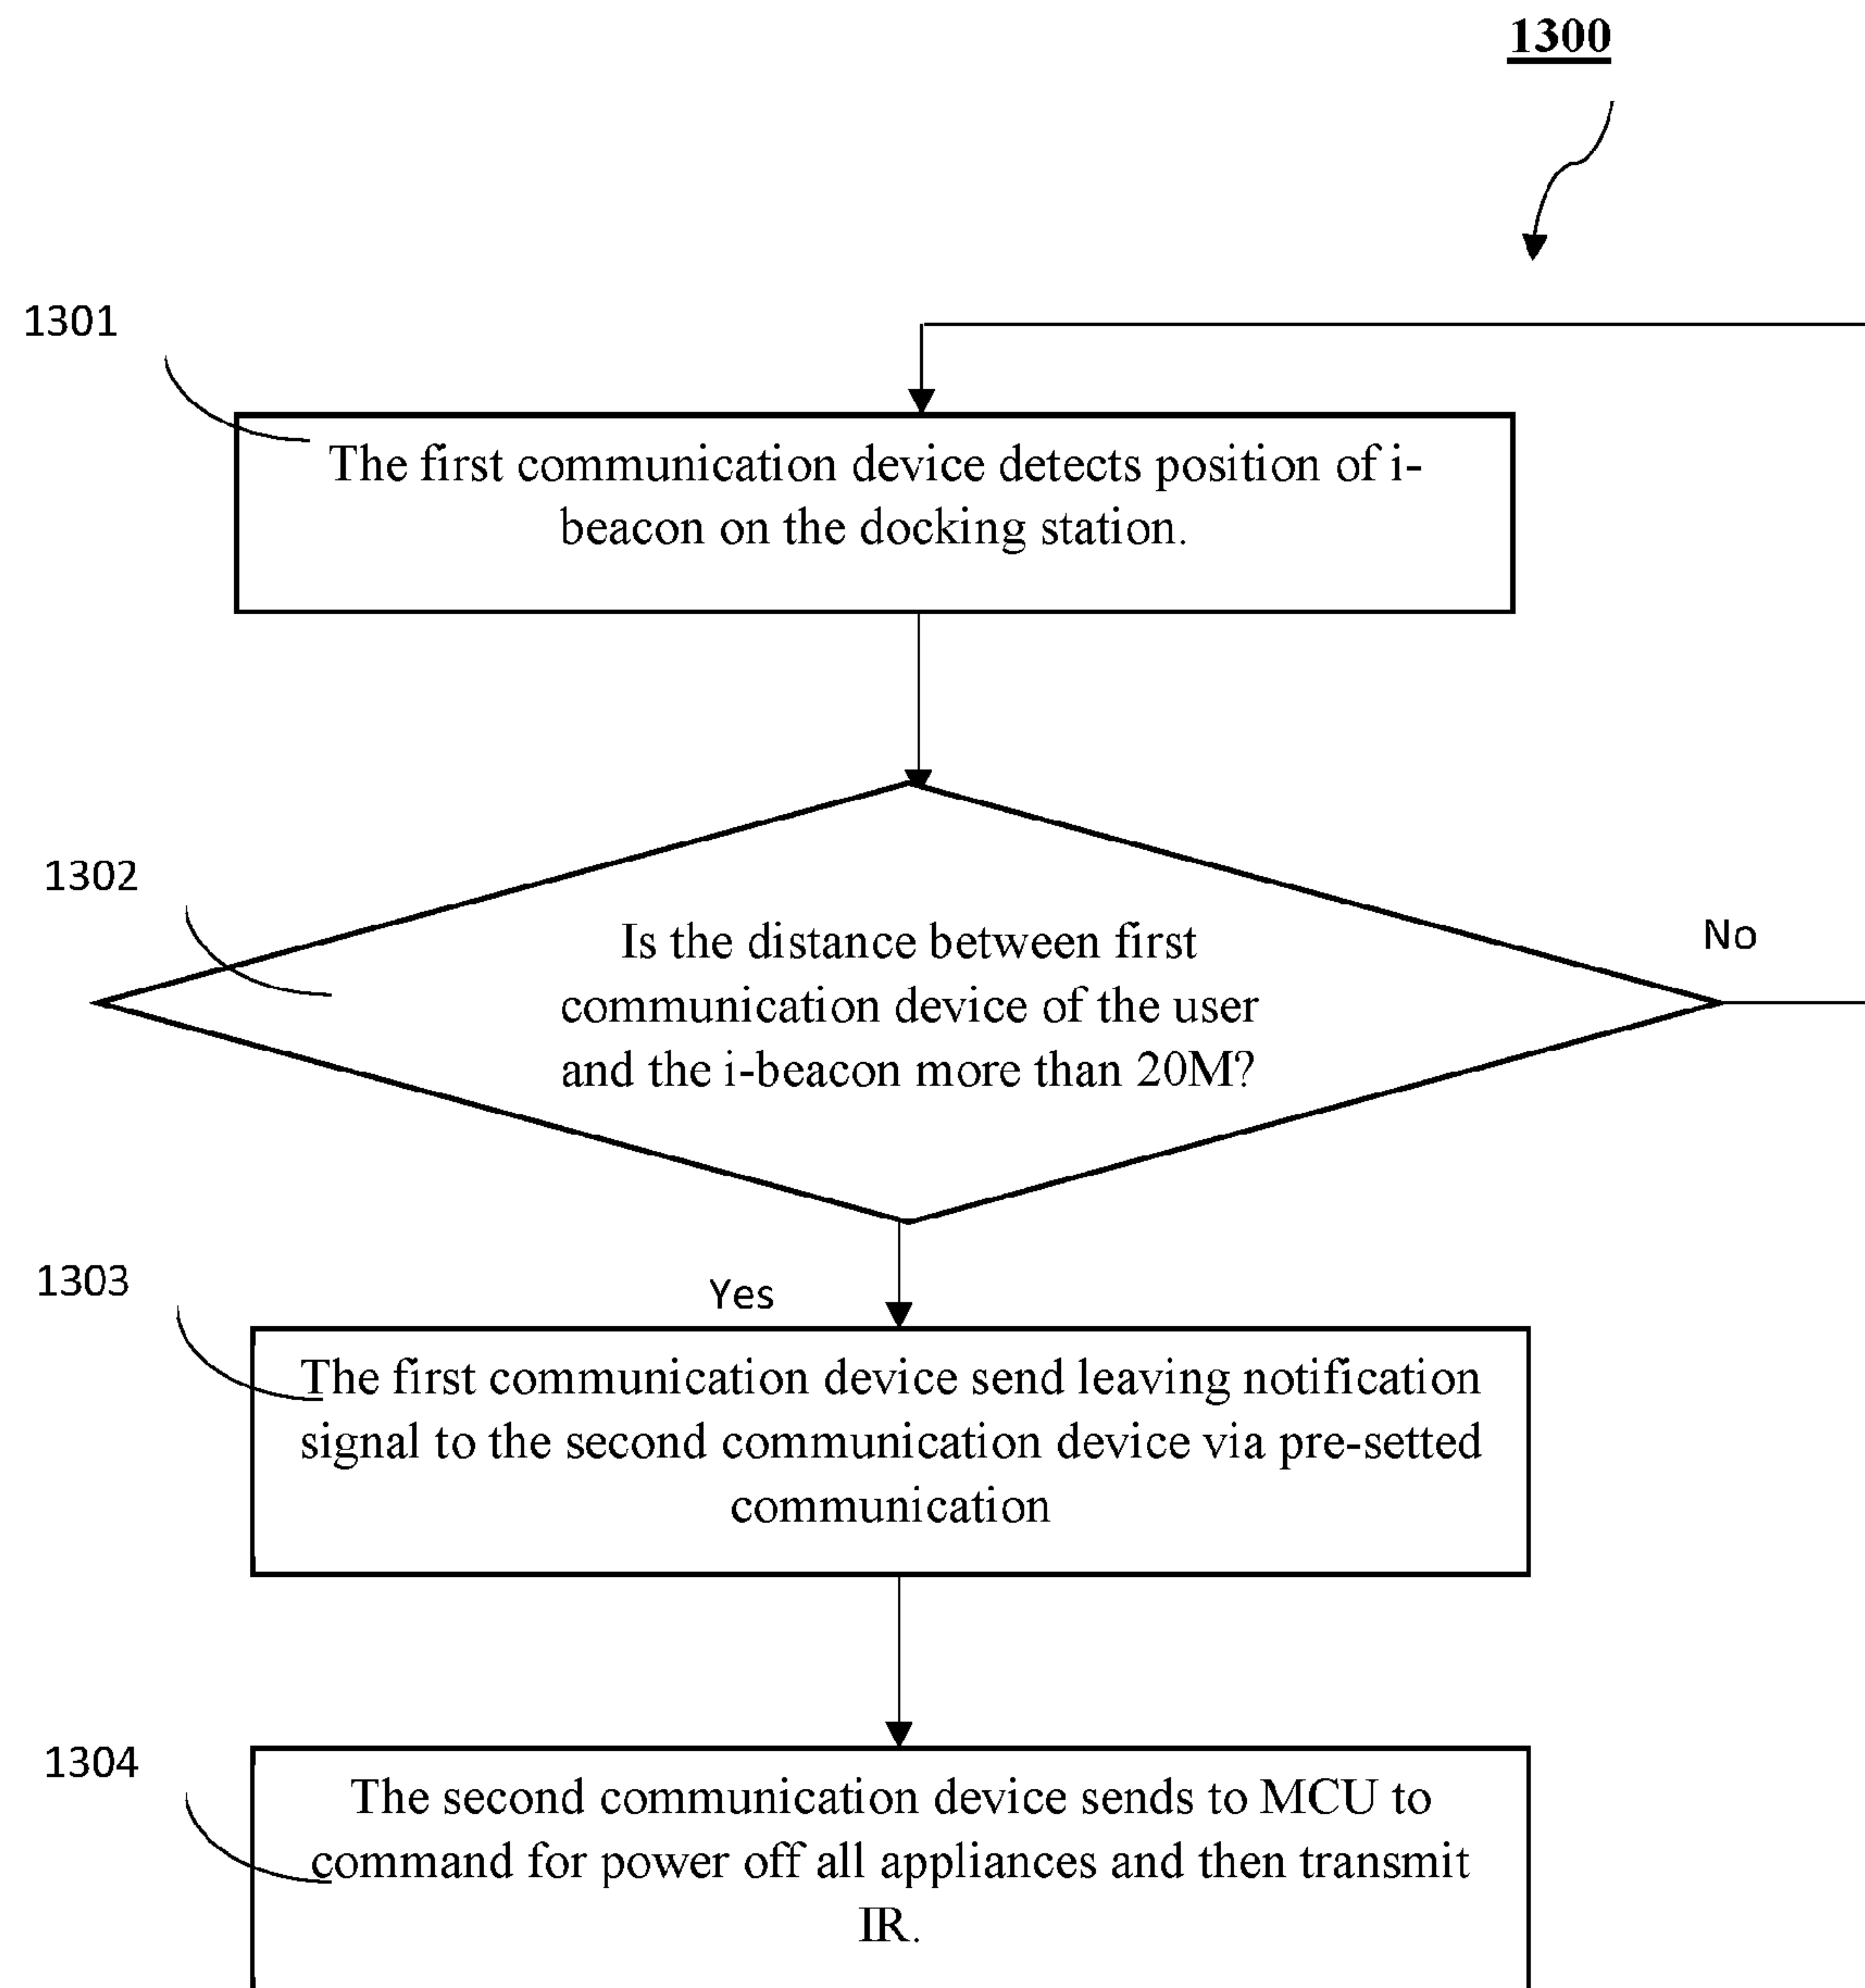 1300
1301
The first communication device detects position of i-
beacon on the docking station.
1302
Is the distance between first
communication device of the user
and the i-beacon more than 20M?
No
1303
Yes
The first communication device send leaving notification
signal to the second communication device via pre-setted
communication
1304
The second communication device sends to MCU to
command for power off all appliances and then transmit
IR.